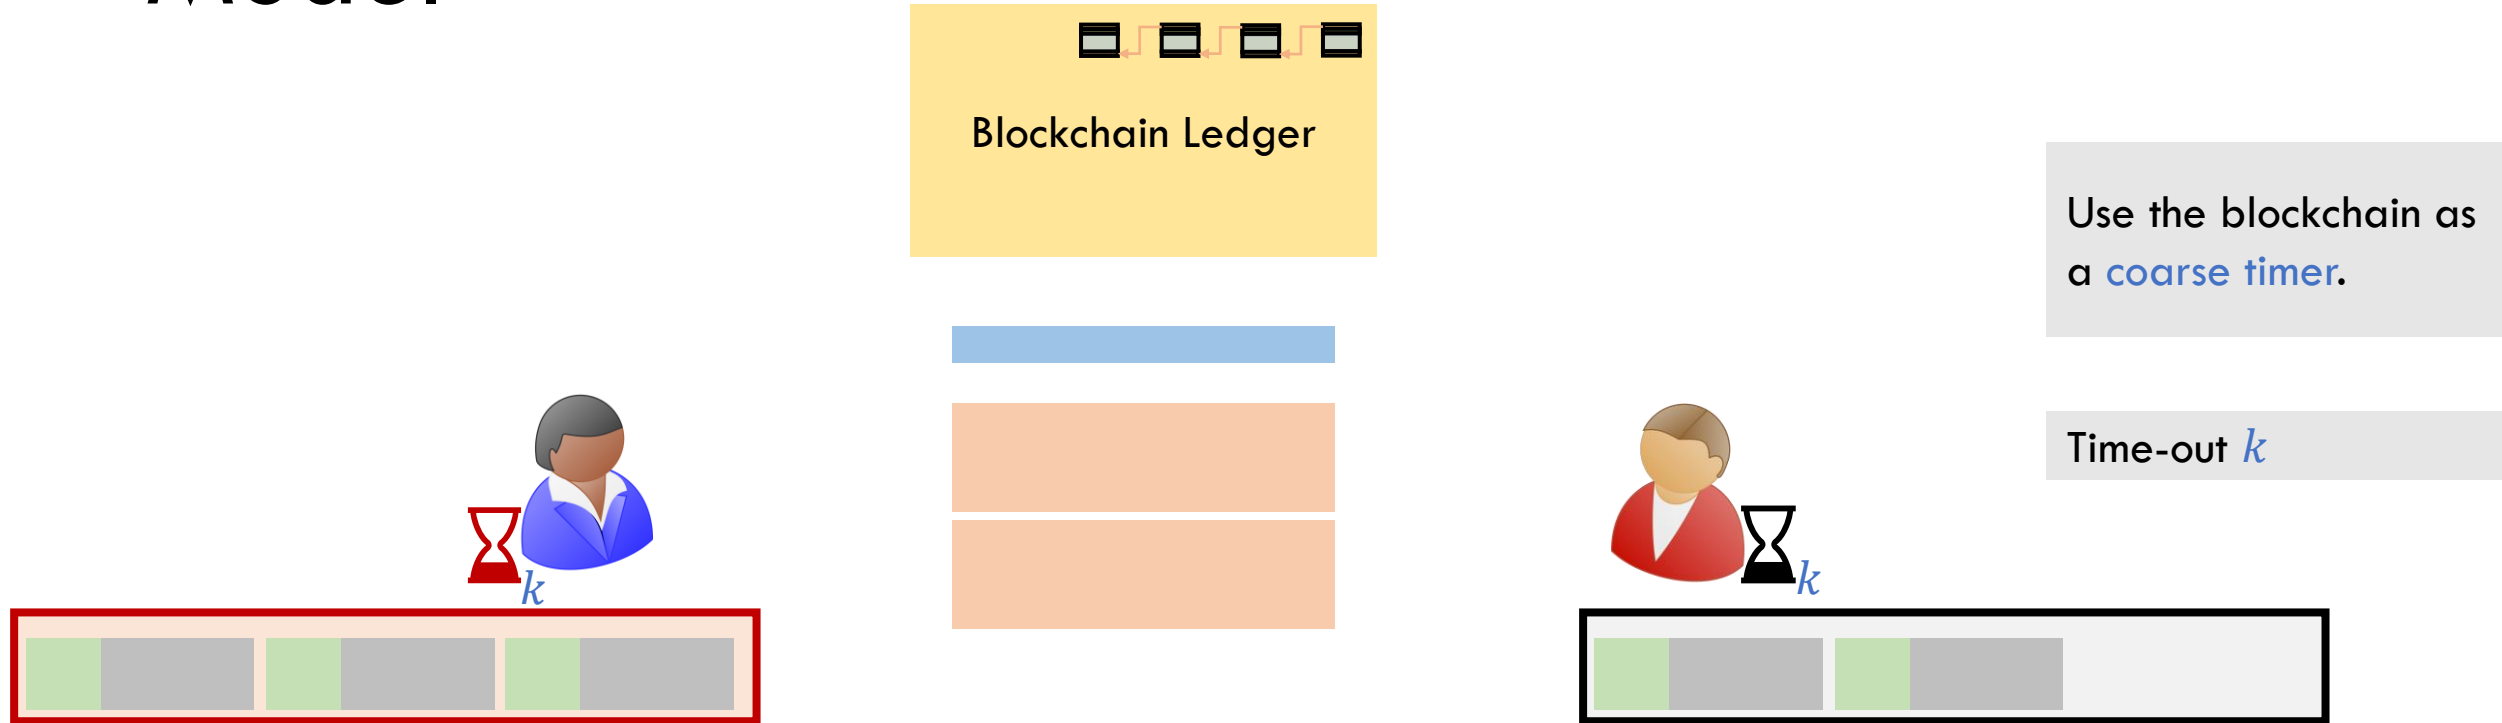 Blockchain Ledger
Use the blockchain as
a coarse timer.
Time-out k
k
k